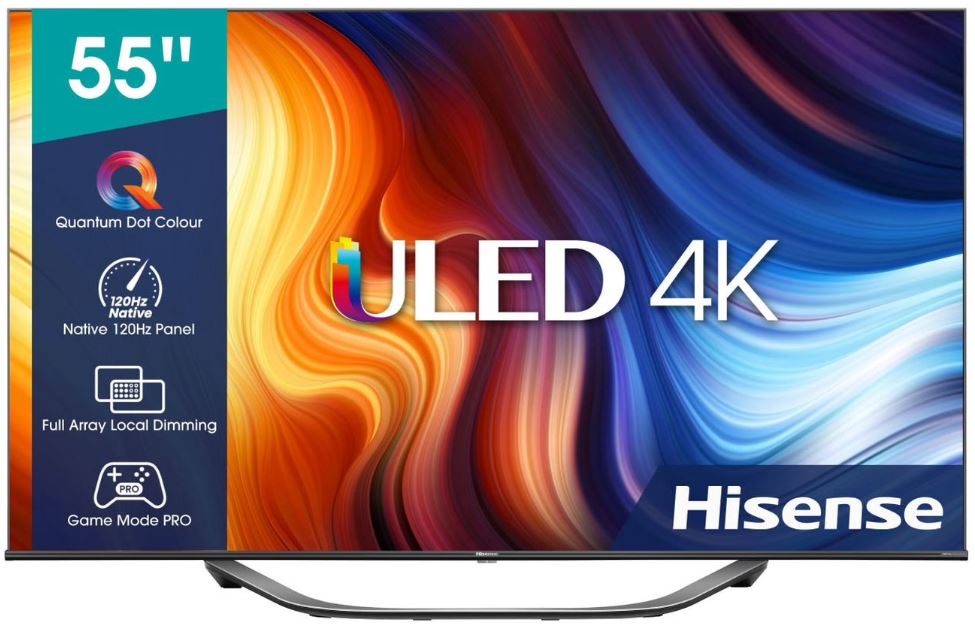 55"
Quantum Dot Colour
120Hz
Native
Native 120Hz Panel
Full Array Local Dimming
PRO
Game Mode PRO
ULED 4K
Hisense
Hisense